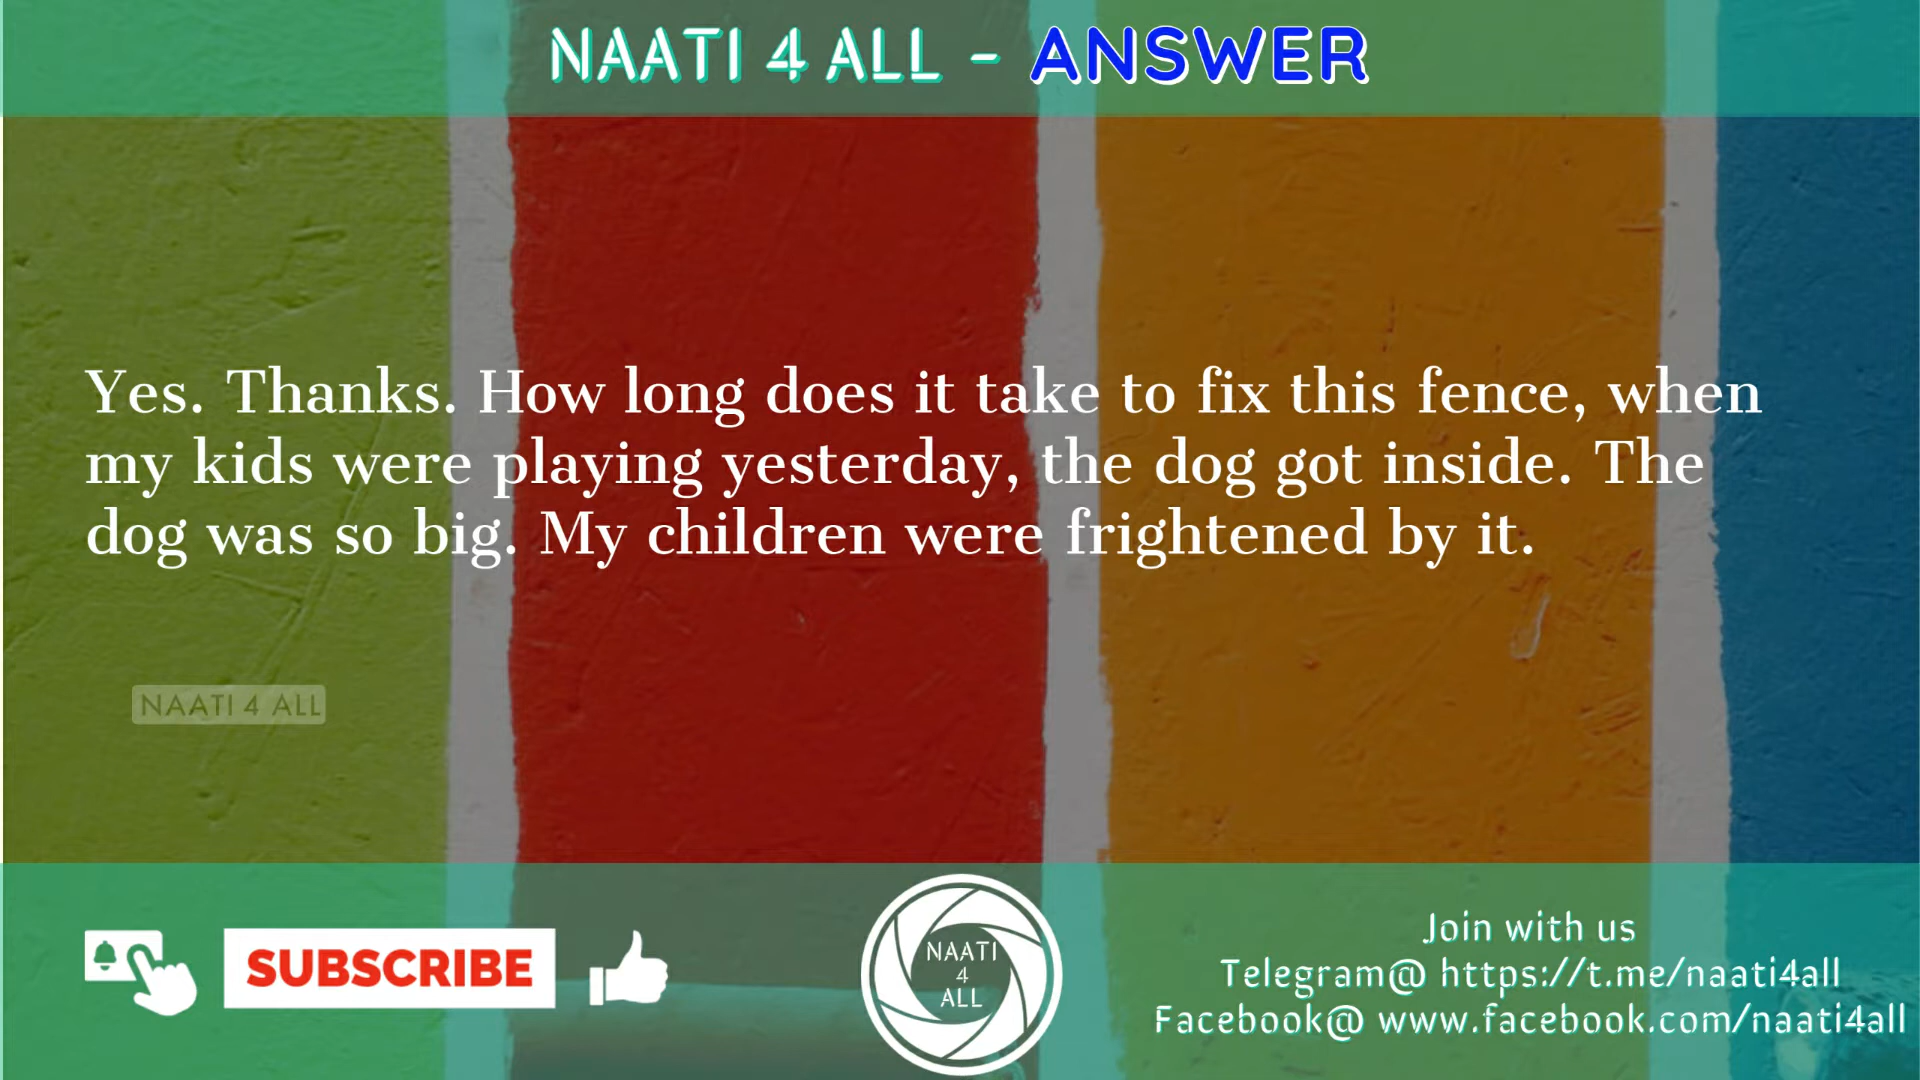 NAATI 4 ALL - ANSWER
Yes. Thanks. How long does it take to fix this fence, when
my kids were playing yesterday, the dog got inside. The
dog was so big. My children were frightened by it.
NAATI 4 ALL
SUBSCRIBE
NAATI
4
ALL
Join with us
Telegram@ https://t.me/naati4all
Facebook@ www.facebook.com/naati4all